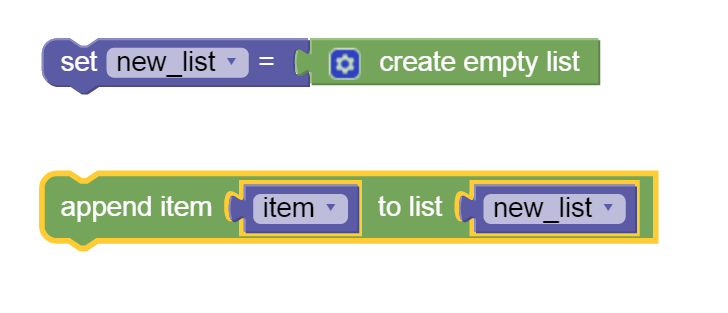 set new_list = create empty list
append item item to list new_list